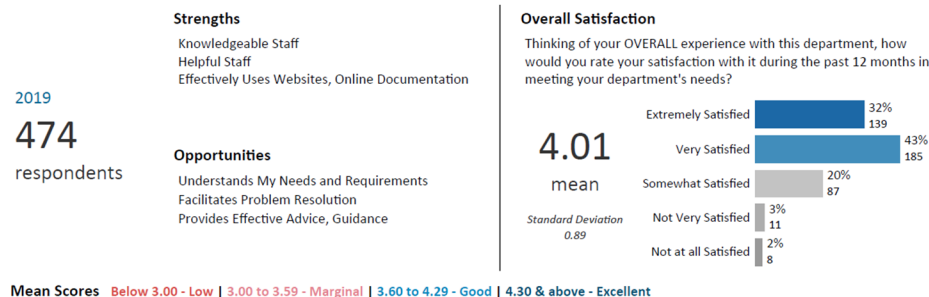 2019
474
respondents
Strengths
Knowledgeable Staff
Helpful Staff
Effectively Uses Websites, Online Documentation
Opportunities
Understands My Needs and Requirements
Facilitates Problem Resolution
Provides Effective Advice, Guidance
Overall Satisfaction
Thinking of your OVERALL experience with this department, how
would you rate your satisfaction with it during the past 12 months in
meeting your department's needs?
4.01
mean
Standard Deviation
0.89
Extremely Satisfied 32%
139
Very Satisfied 43%
185
Somewhat Satisfied 20%
87
Not Very Satisfied 3%
11
Not at all Satisfied 2%
8
Mean Scores Below 3.00 - Low | 3.00 to 3.59 - Marginal | 3.60 to 4.29 - Good | 4.30 & above - Excellent